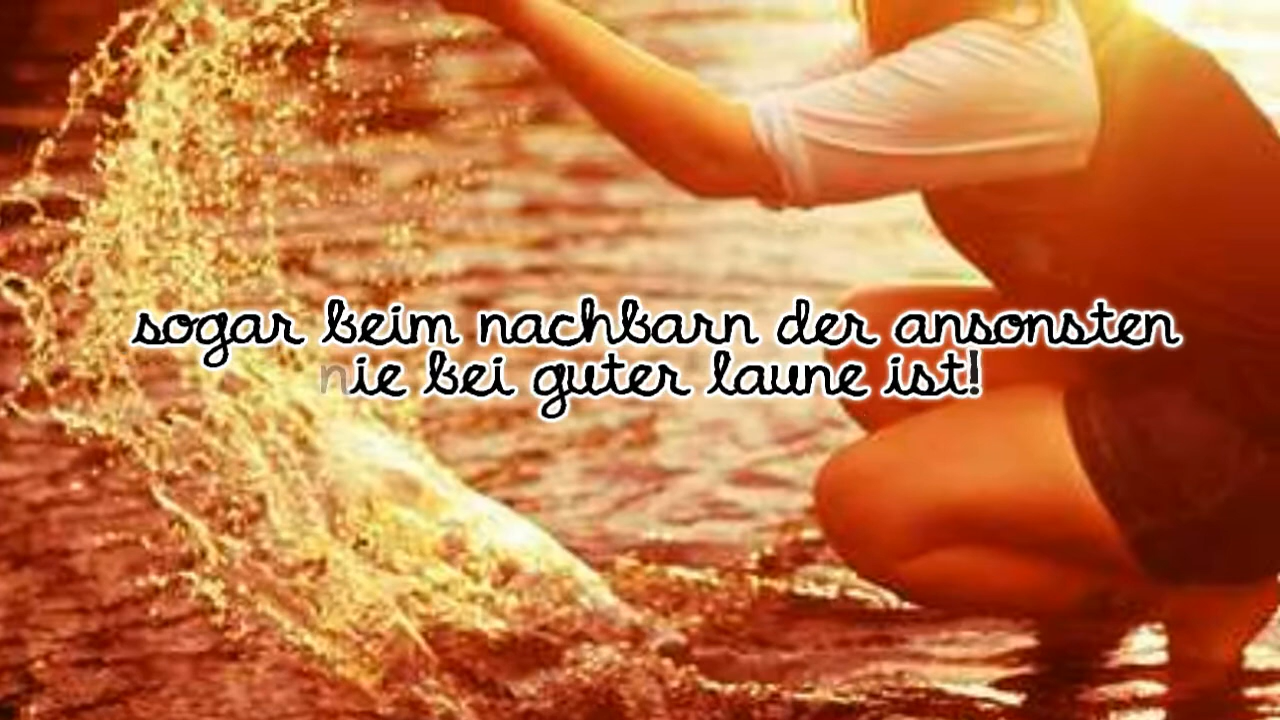 sogar beim nachbarn der ansonsten
nie bei guter laune ist!